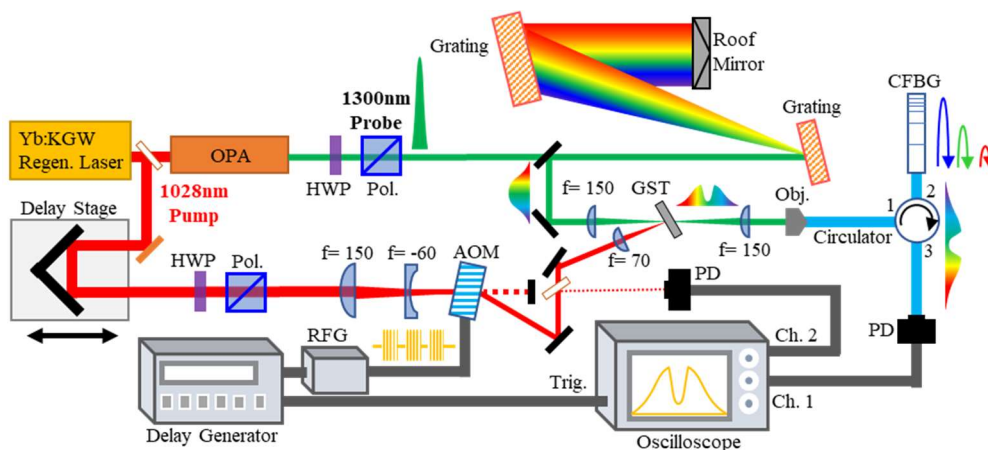 Grating
Roof
Mirror
CFBG
1300nm
Probe
Grating
Yb:KGW
Regen. Laser
OPA
HWP
Pol.
1028nm
Pump
Delay Stage
f= 150
GST
Obj.
1
2
3
Circulator
f= 150
f= 70
HWP
Pol.
f= 150
f= -60
AOM
PD
PD
RFG
Ch. 2
Trig.
Ch. 1
Delay Generator
Oscilloscope